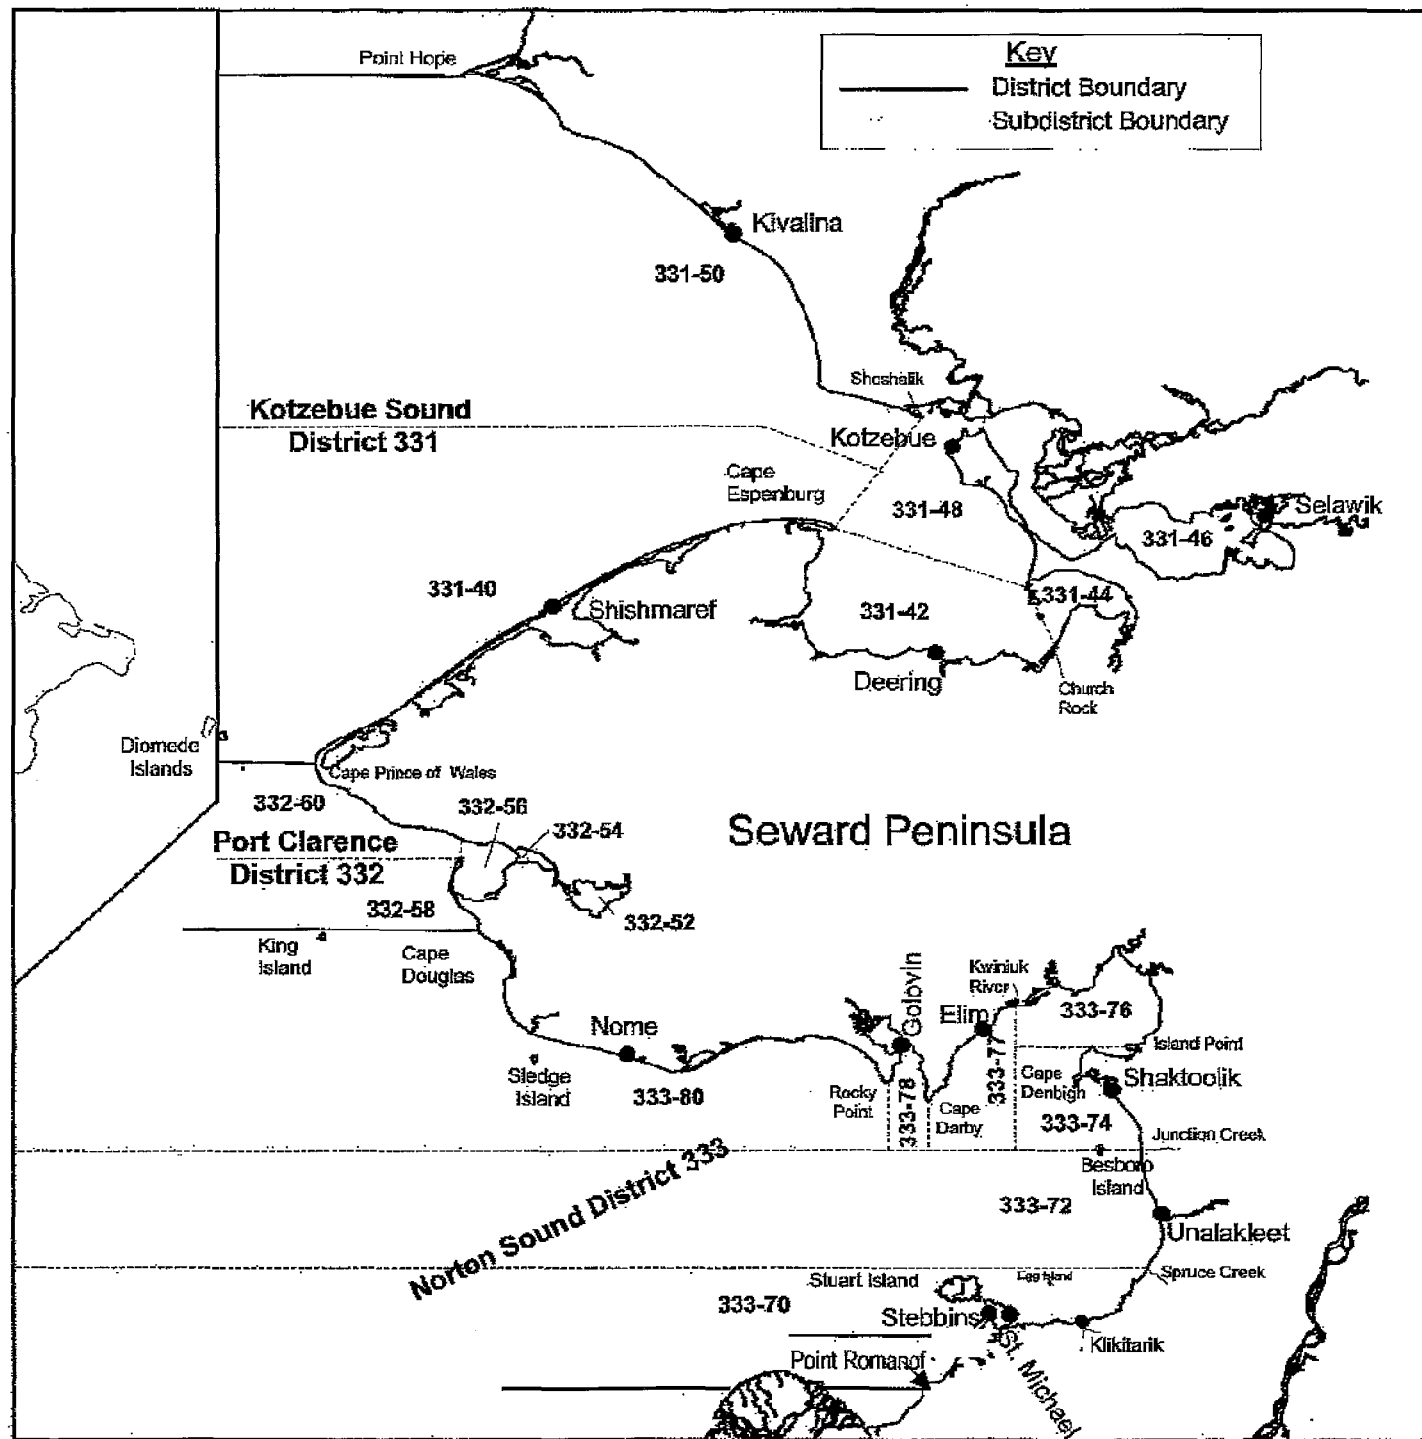 Key
District Boundary
Subdistrict Boundary
Point Hope
Kivalina
331-50
Sheshalik
Kotzebue Sound
District 331
Kotzebue
Cape
Espenburg
331-48
Selawik
331-46
331-40
Shishmaref
331-42
331-44
Deering
Church
Rock
Diomede
Islands
Cape Prince of Wales
332-60
332-56
332-54
Port Clarence
District 332
Seward Peninsula
332-58
332-52
King
Island
Cape
Douglas
Golovin
Kwiniuk
River
Elim
333-76
333-77
Island Point
Nome
Sledge
Island
333-80
Rocky
Point
333-78
Cape
Darby
Cape
Denbigh
Shaktoolik
333-74
Junction Creek
Besboro
Island
Norton Sound District 333
333-72
Unalakleet
Stuart Island
Egg Island
Spruce Creek
333-70
Stebbins
St. Michael
Klikitarik
Point Romanof